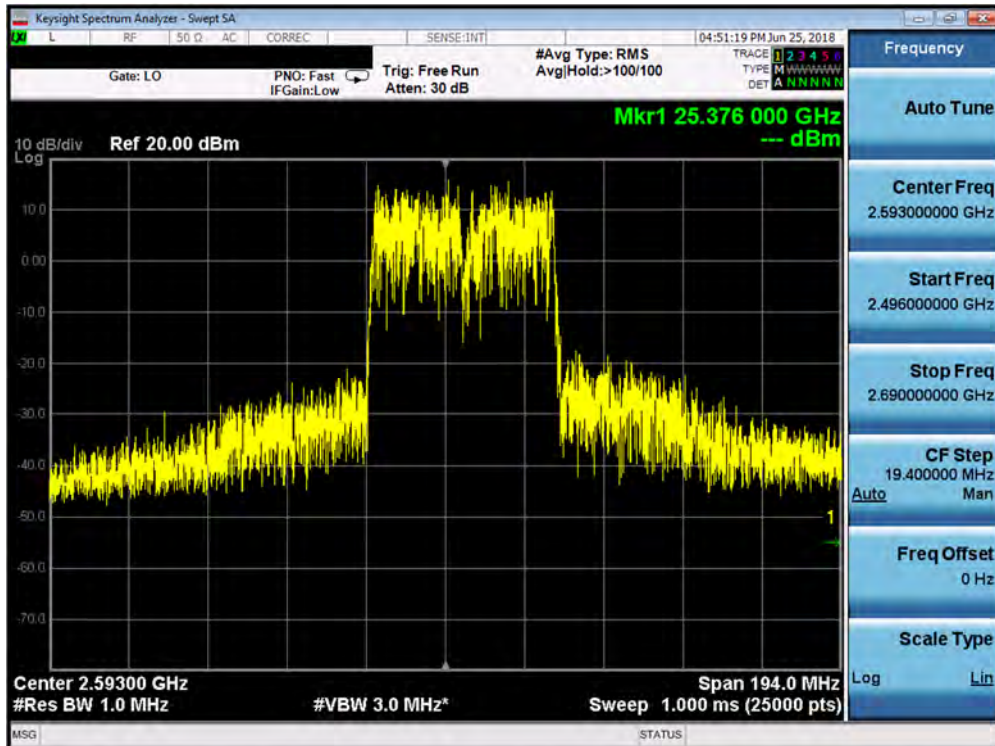 Keysight Spectrum Analyzer - Swept SA
LXI L RF 50 Ω AC CORREC SENSE:INT 04:51:19 PM Jun 25, 2018
Gate: LO
PNO: Fast
IFGain:Low
Trig: Free Run
Atten: 30 dB
#Avg Type: RMS
Avg|Hold:>100/100
TRACE 1 2 3 4 5 6
TYPE M WWWWW
DET A N N N N N
Mkr1 25.376 000 GHz
--- dBm
10 dB/div Ref 20.00 dBm
Log
10.0
0.00
-10.0
-20.0
-30.0
-40.0
-50.0
-60.0
-70.0
1
Center 2.59300 GHz Span 194.0 MHz
#Res BW 1.0 MHz #VBW 3.0 MHz* Sweep 1.000 ms (25000 pts)
MSG STATUS
Frequency
Auto Tune
Center Freq
2.593000000 GHz
Start Freq
2.496000000 GHz
Stop Freq
2.690000000 GHz
CF Step
19.400000 MHz
Auto Man
Freq Offset
0 Hz
Scale Type
Log Lin